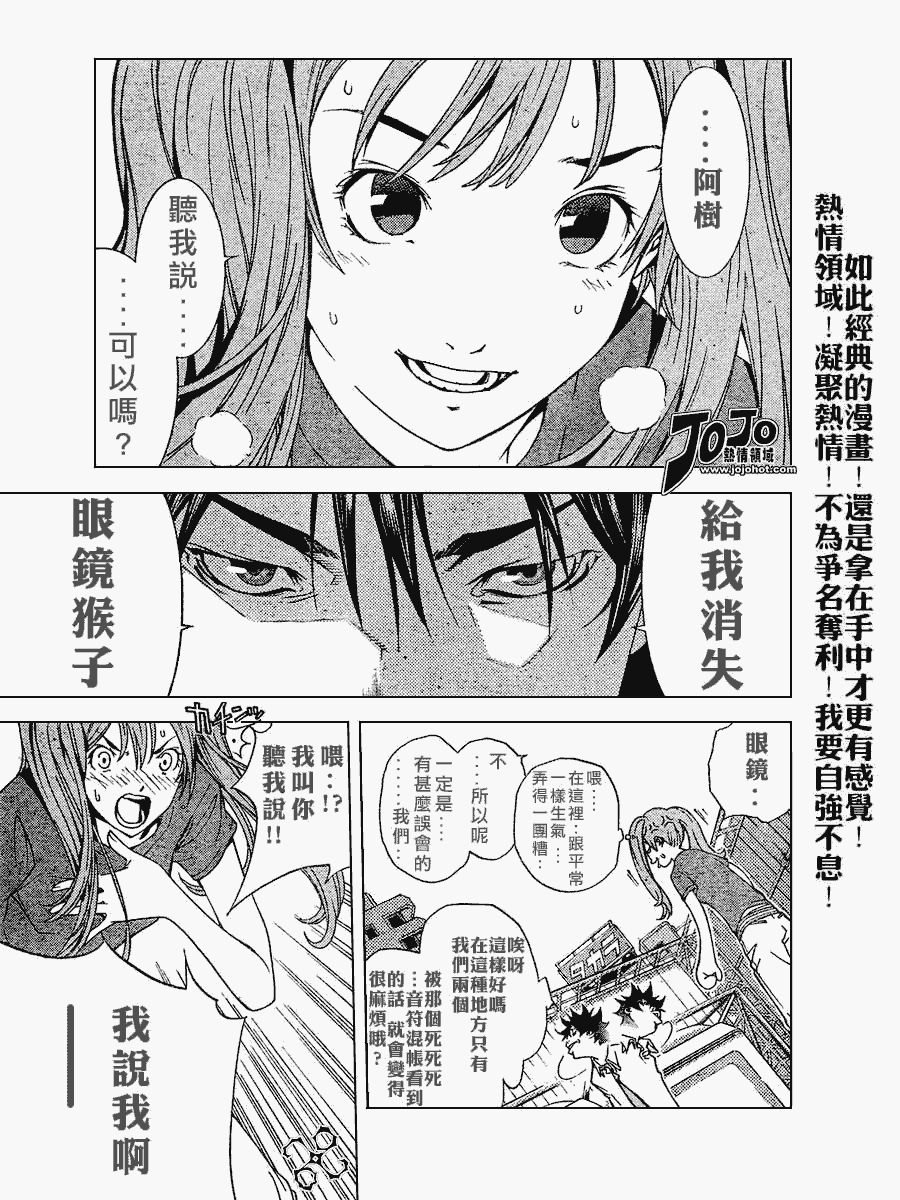 ‥‥阿樹
聽我說‥‥
‥‥可以嗎?
JOJO
熱情領域
www.jojohot.com
給我消失
眼鏡猴子
眼鏡‥
喂‥‥
在這裡‥跟平常
一樣生氣‥
弄得一團糟‥
不
‥所以呢
一定是‥‥
有甚麼誤會的
‥‥‥我們‥
唉呀
這樣好嗎
在這種地方只有
我們兩個
被那個死死死
‥音符混帳看到
的話 就會變得
很麻煩哦?
カチンッ
喂‥!?
我叫你
聽我說!!
我說我啊
——
如此經典的漫畫!還是拿在手中才更有感覺!
熱情領域!凝聚熱情!不為爭名奪利!我要自強不息!